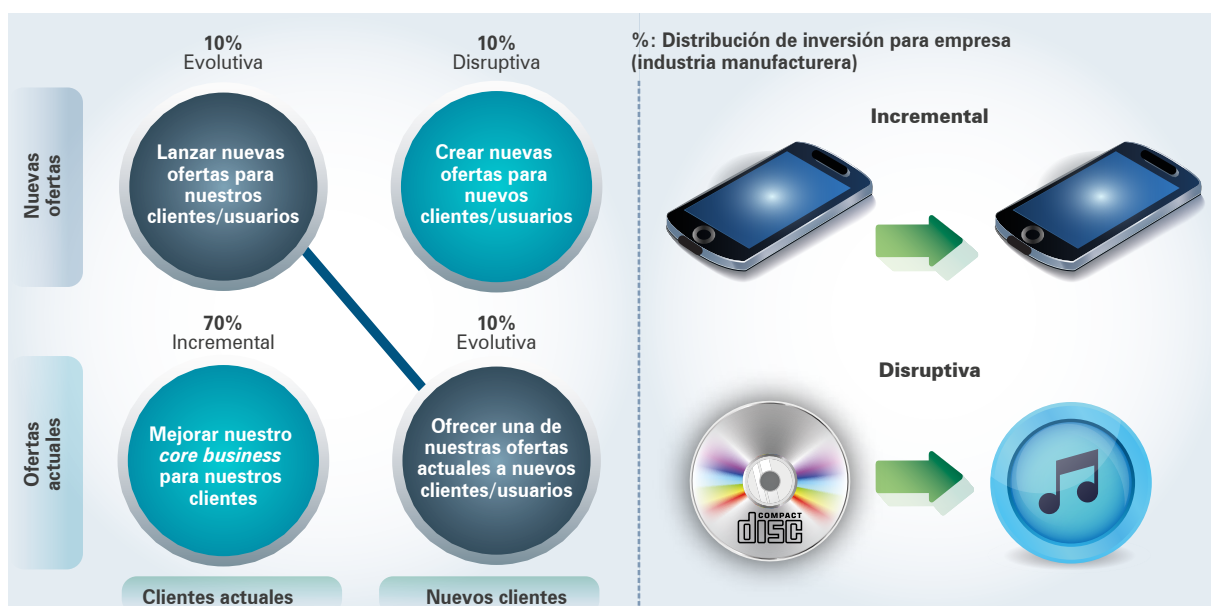 10%
Evolutiva
10%
Disruptiva
Nuevas
ofertas
Lanzar nuevas
ofertas para
nuestros
clientes/usuarios
Crear nuevas
ofertas para
nuevos
clientes/usuarios
70%
Incremental
10%
Evolutiva
Ofertas
actuales
Mejorar nuestro
core business
para nuestros
clientes
Ofrecer una de
nuestras ofertas
actuales a nuevos
clientes/usuarios
Clientes actuales
Nuevos clientes
%: Distribución de inversión para empresa
(industria manufacturera)
Incremental
Disruptiva
COMPACT
disc